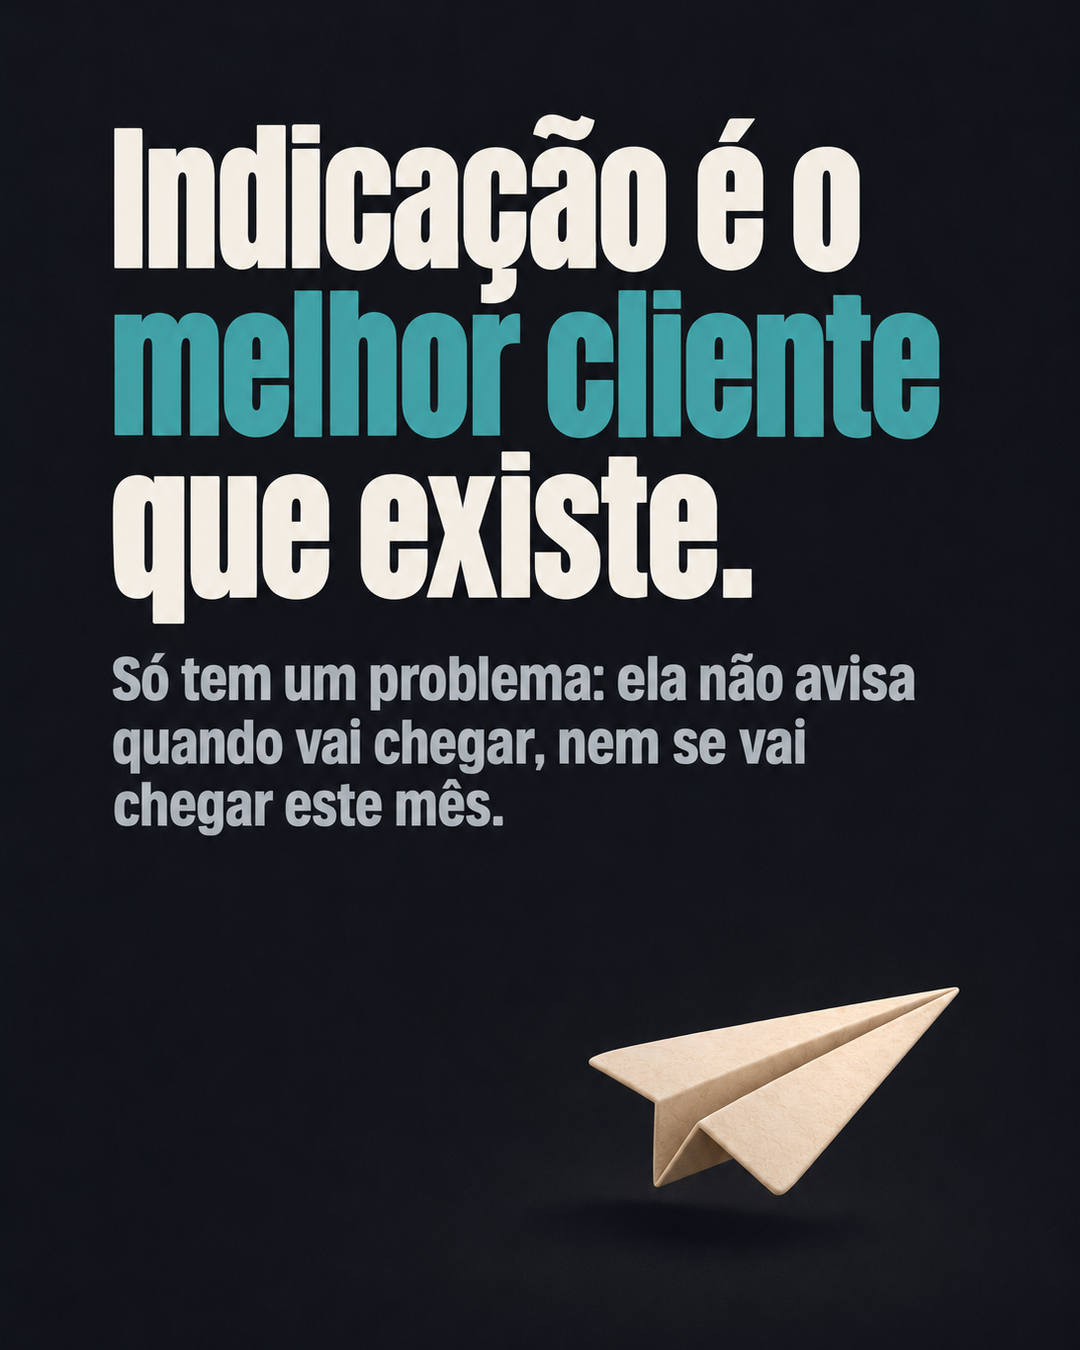 Indicação é o
melhor cliente
que existe.
Só tem um problema: ela não avisa
quando vai chegar, nem se vai
chegar este mês.